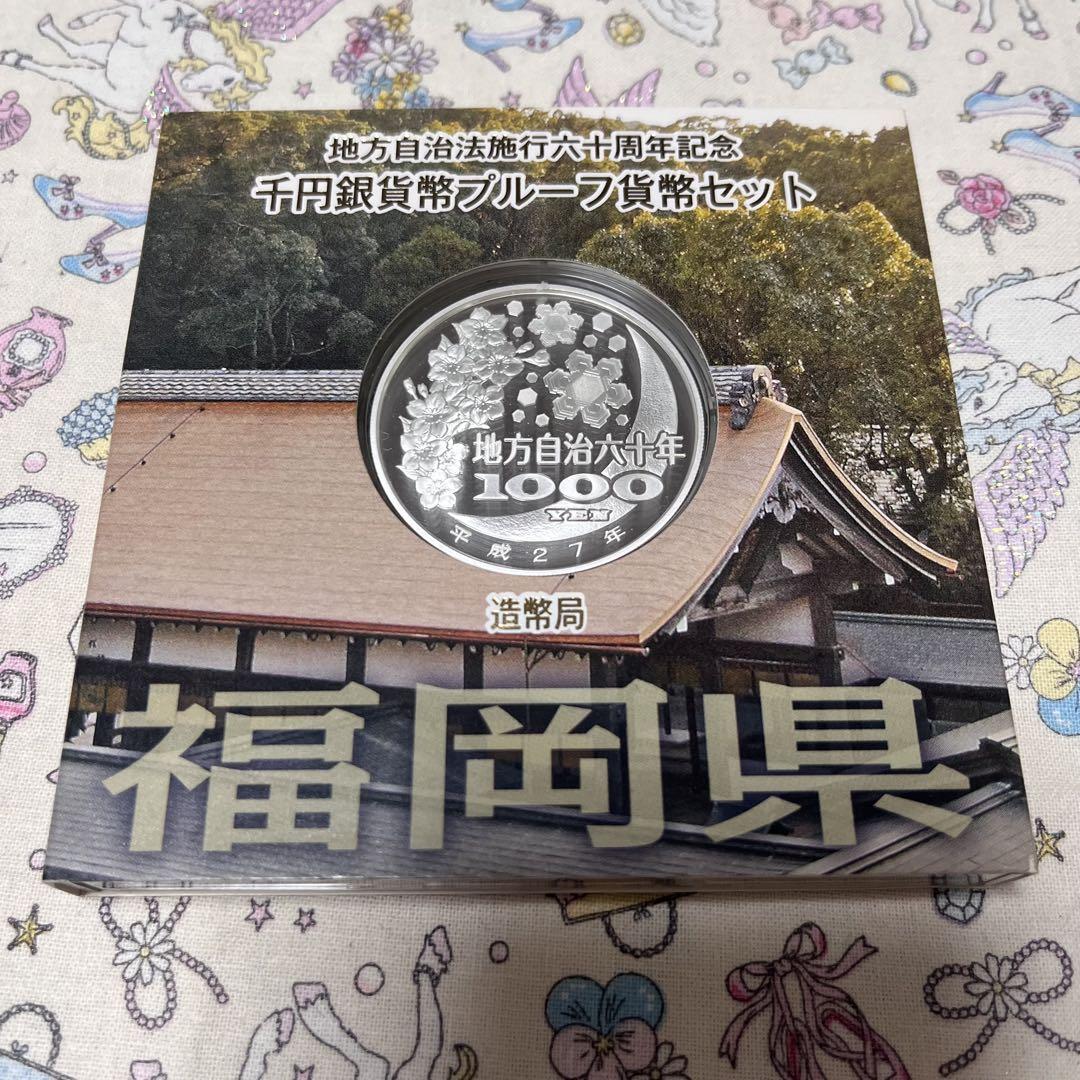 地方自治法施行六十周年記念
千円銀貨幣プルーフ貨幣セット
地方自治六十年
1000
YEN
平成27年
造幣局
福岡県